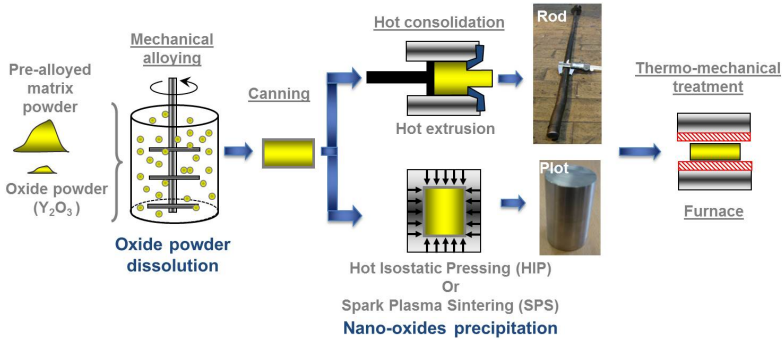 Pre-alloyed
matrix
powder
Oxide powder
(Y₂O₃)
Mechanical
alloying
Oxide powder
dissolution
Canning
Hot consolidation
Hot extrusion
Rod
Hot Isostatic Pressing (HIP)
Or
Spark Plasma Sintering (SPS)
Nano-oxides precipitation
Plot
Thermo-mechanical
treatment
Furnace